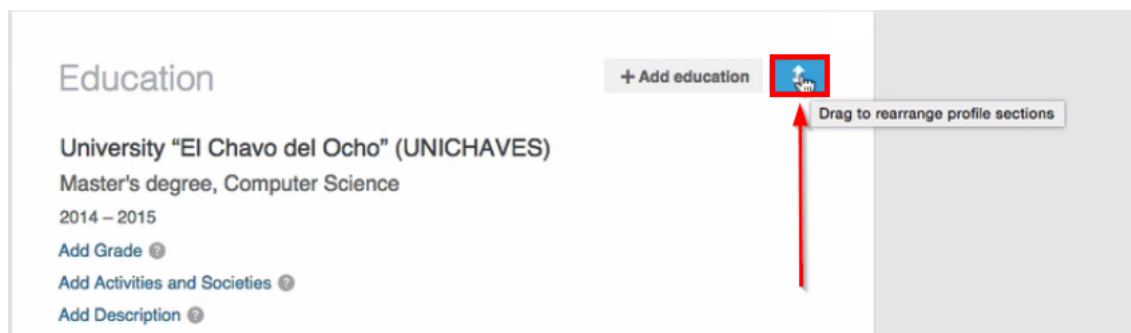 Education
+ Add education
Drag to rearrange profile sections
University “El Chavo del Ocho” (UNICHAVES)
Master's degree, Computer Science
2014 – 2015
Add Grade ?
Add Activities and Societies ?
Add Description ?